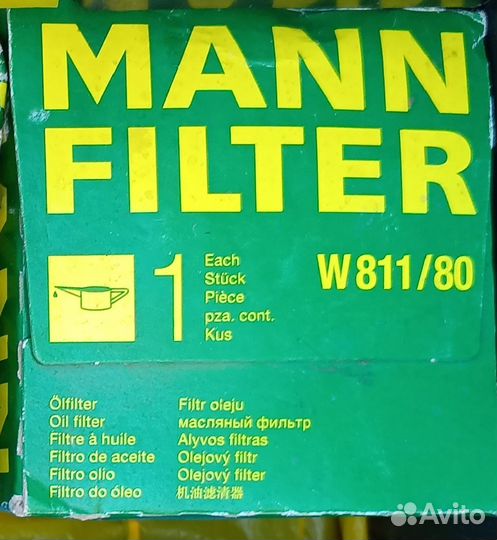 MANN
FILTER
1
Each
Stück
Pièce
pza. cont.
Kus
W 811/80
Ölfilter
Oil filter
Filtre à huile
Filtro de aceite
Filtro olio
Filtro do óleo
Filtr oleju
масляный фильтр
Alyvos filtras
Olejový filtr
Olejový filter
机油滤清器
Avito